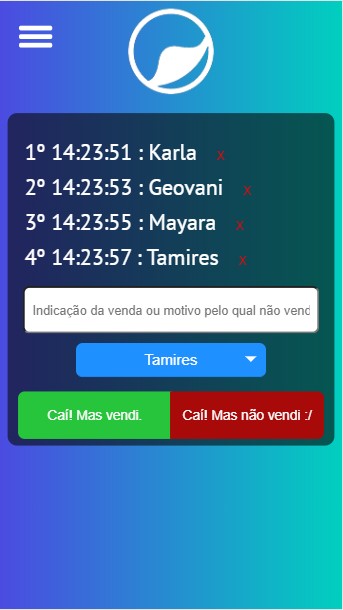 1º 14:23:51 : Karla x
2º 14:23:53 : Geovani x
3º 14:23:55 : Mayara x
4º 14:23:57 : Tamires x
Indicação da venda ou motivo pelo qual não vend
Tamires
Caí! Mas vendi. Caí! Mas não vendi :/